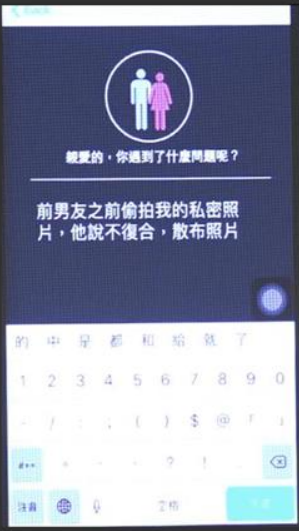 Back
親愛的，你遇到了什麼問題呢？
前男友之前偷拍我的私密照
片，他說不復合，散布照片
的 中 是 都 和 給 就 了
1 2 3 4 5 6 7 8 9 0
- / : ; ( ) $ @ 「 」
#+=
。 ， 、 ? ! .
注音
空格